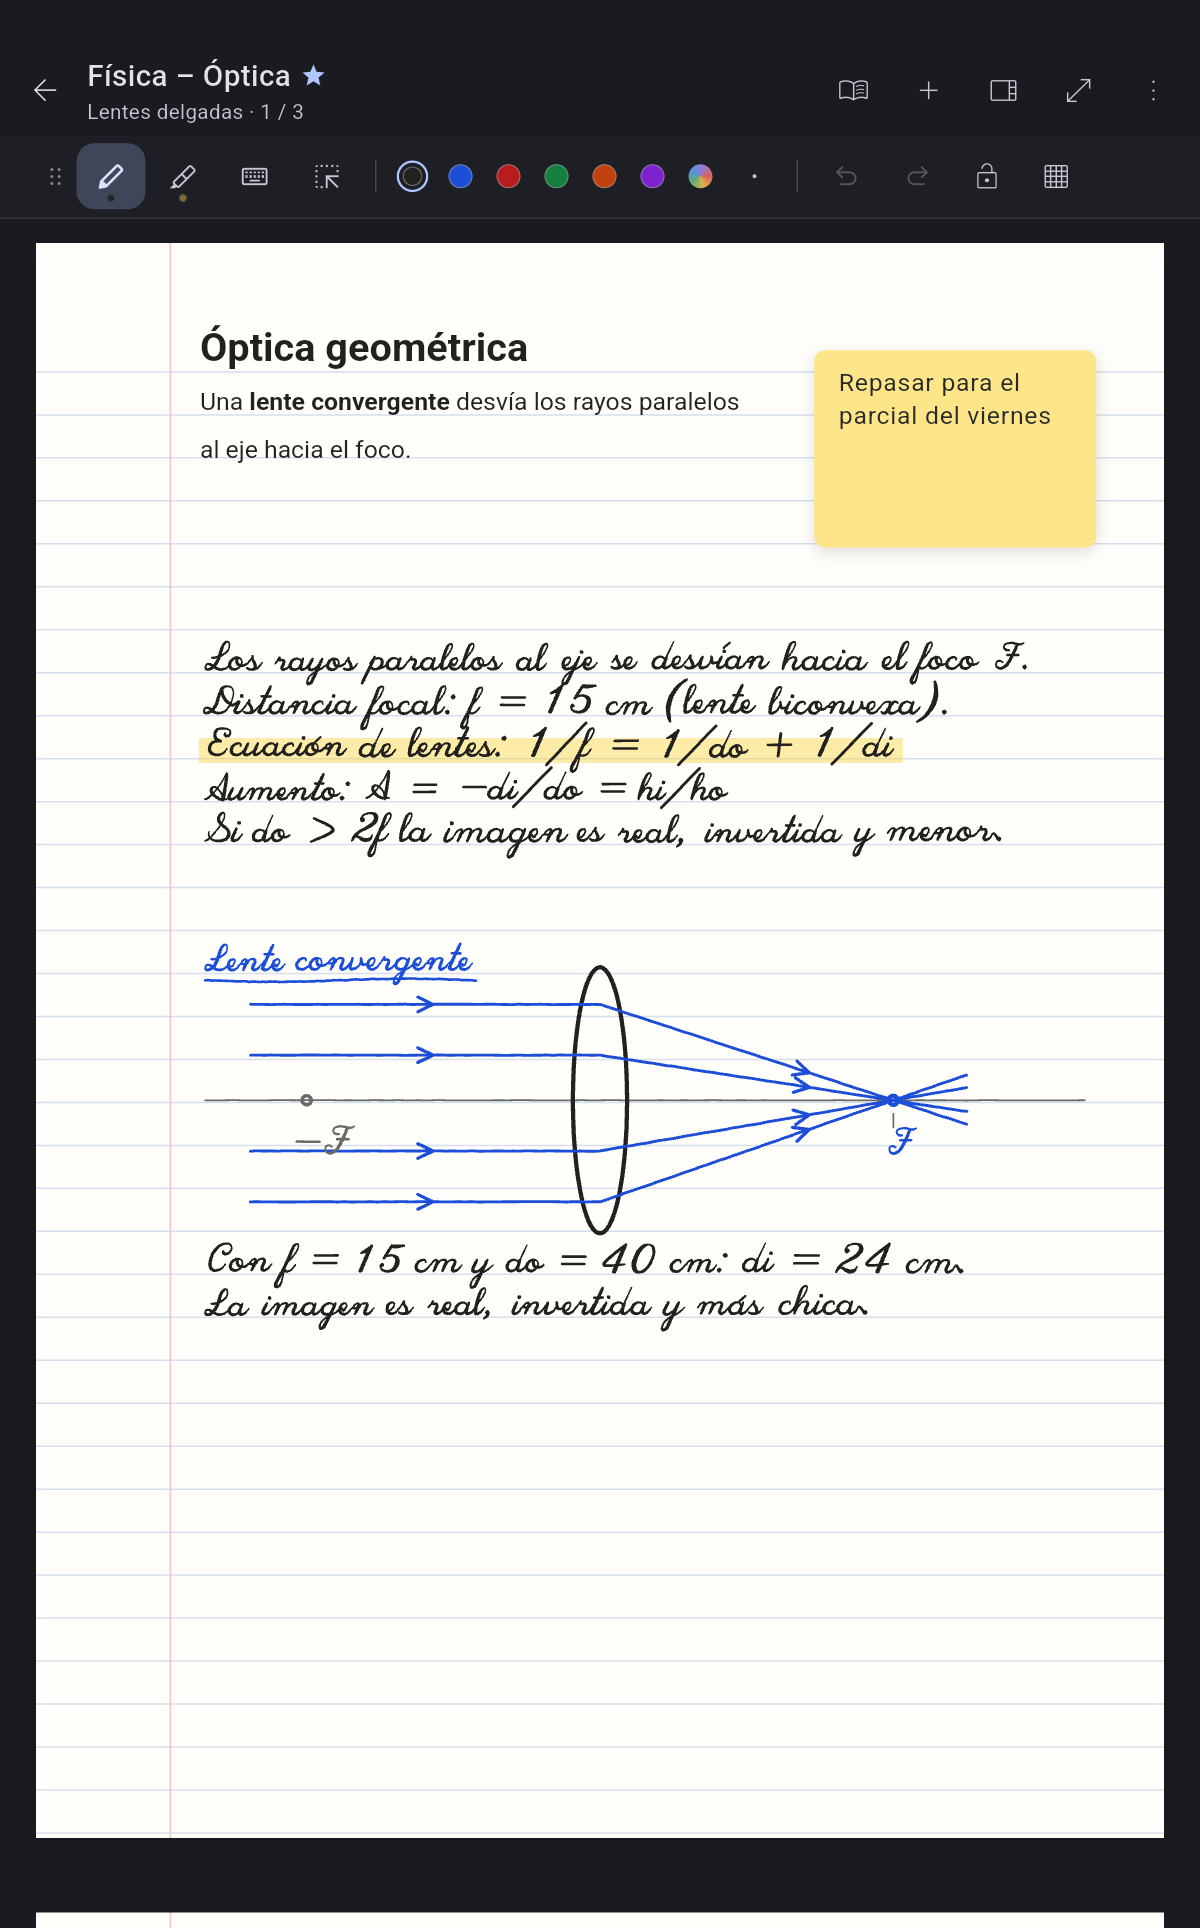 Física – Óptica
Lentes delgadas · 1 / 3
Óptica geométrica
Una lente convergente desvía los rayos paralelos
al eje hacia el foco.
Repasar para el
parcial del viernes
Los rayos paralelos al eje se desvían hacia el foco F.
Distancia focal: f = 15 cm (lente biconvexa).
Ecuación de lentes: 1/f = 1/do + 1/di
Aumento: A = −di/do = hi/ho
Si do > 2f la imagen es real, invertida y menor.
Lente convergente
−F
F
Con f = 15 cm y do = 40 cm: di = 24 cm.
La imagen es real, invertida y más chica.